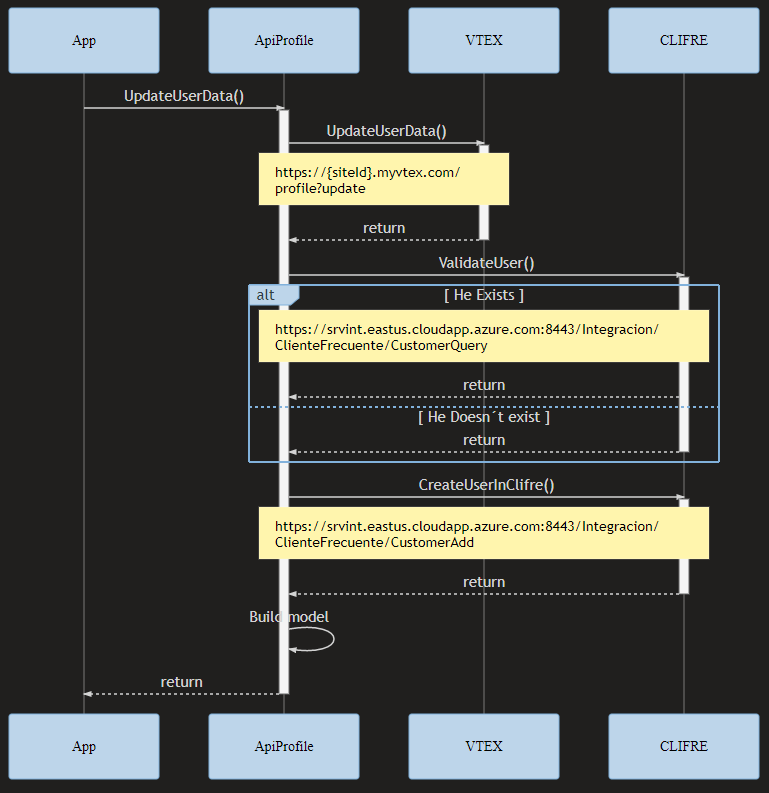 App
ApiProfile
VTEX
CLIFRE
UpdateUserData()
UpdateUserData()
https://{siteId}.myvtex.com/
profile?update
return
ValidateUser()
alt
[ He Exists ]
https://srvint.eastus.cloudapp.azure.com:8443/Integracion/
ClienteFrecuente/CustomerQuery
return
[ He Doesn´t exist ]
return
CreateUserInClifre()
https://srvint.eastus.cloudapp.azure.com:8443/Integracion/
ClienteFrecuente/CustomerAdd
return
Build model
return
App
ApiProfile
VTEX
CLIFRE